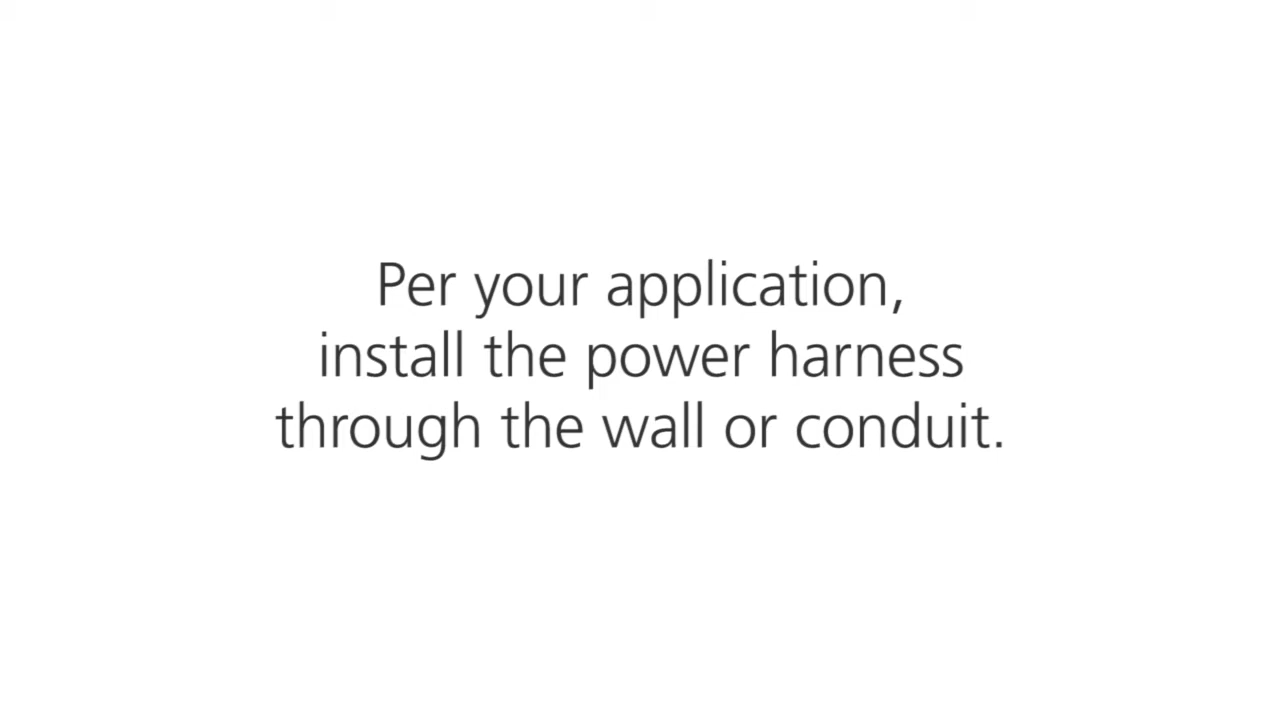 Per your application,
install the power harness
through the wall or conduit.